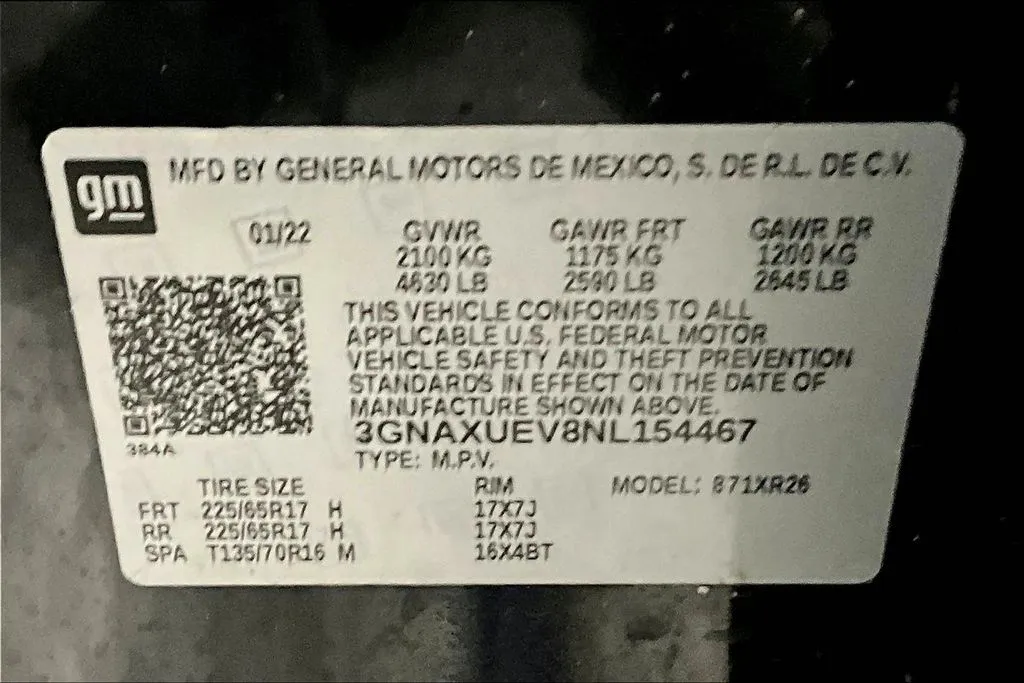 gm MFD BY GENERAL MOTORS DE MEXICO, S. DE R.L. DE C.V.
01/22 GVWR GAWR FRT GAWR RR
2100 KG 1175 KG 1200 KG
4630 LB 2590 LB 2645 LB
THIS VEHICLE CONFORMS TO ALL
APPLICABLE U.S. FEDERAL MOTOR
VEHICLE SAFETY AND THEFT PREVENTION
STANDARDS IN EFFECT ON THE DATE OF
MANUFACTURE SHOWN ABOVE.
3GNAXUEV8NL154467
384A
TYPE: M.P.V.
TIRE SIZE RIM MODEL: 871XR26
FRT 225/65R17 H 17X7J
RR 225/65R17 H 17X7J
SPA T135/70R16 M 16X4BT